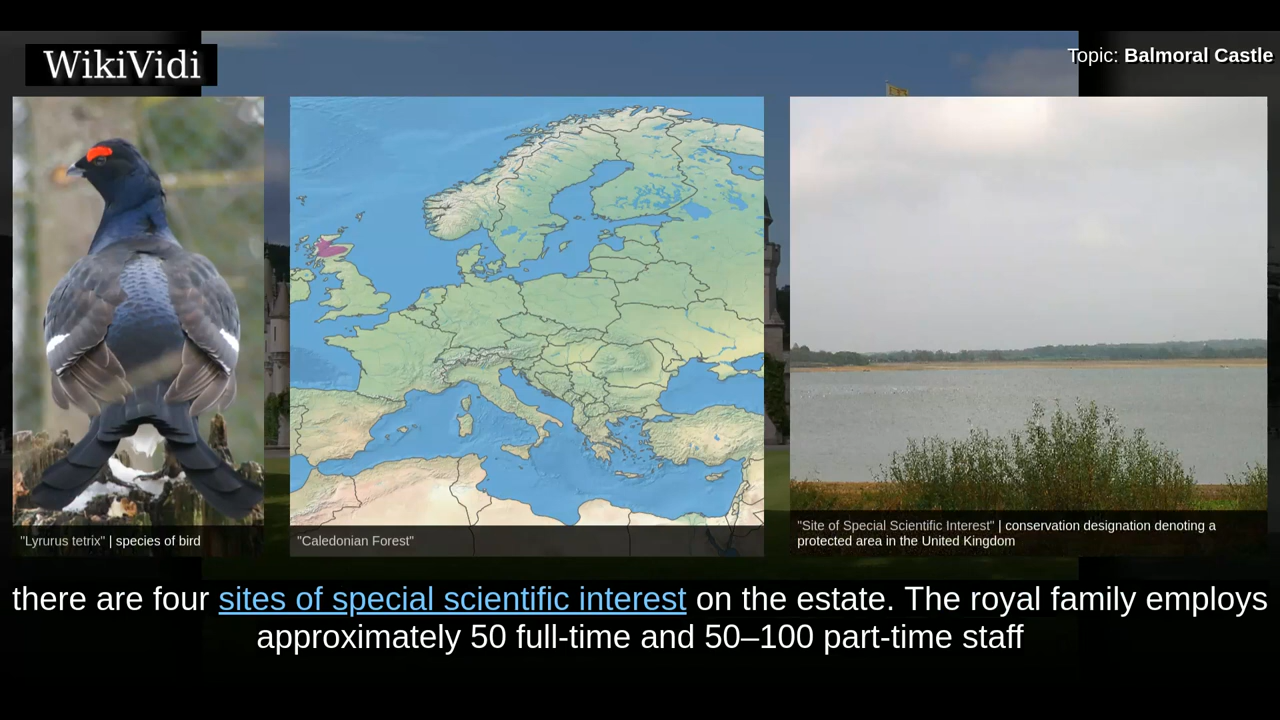 WikiVidi
Topic: Balmoral Castle
"Lyrurus tetrix" | species of bird
"Caledonian Forest"
"Site of Special Scientific Interest" | conservation designation denoting a
protected area in the United Kingdom
there are four sites of special scientific interest on the estate. The royal family employs
approximately 50 full-time and 50–100 part-time staff